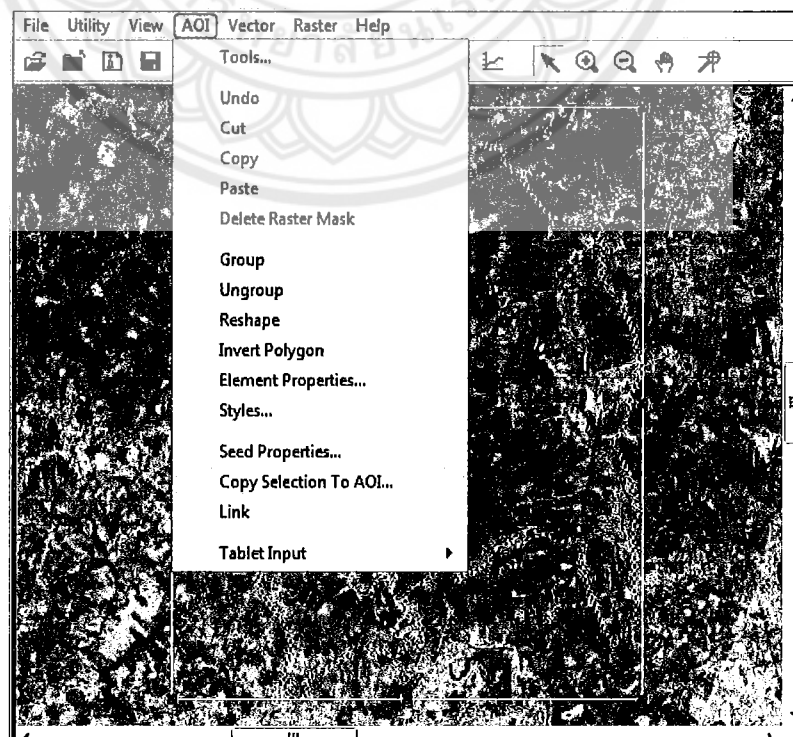 File Utility View AOI Vector Raster Help
Tools...
Undo
Cut
Copy
Paste
Delete Raster Mask
Group
Ungroup
Reshape
Invert Polygon
Element Properties...
Styles...
Seed Properties...
Copy Selection To AOI...
Link
Tablet Input